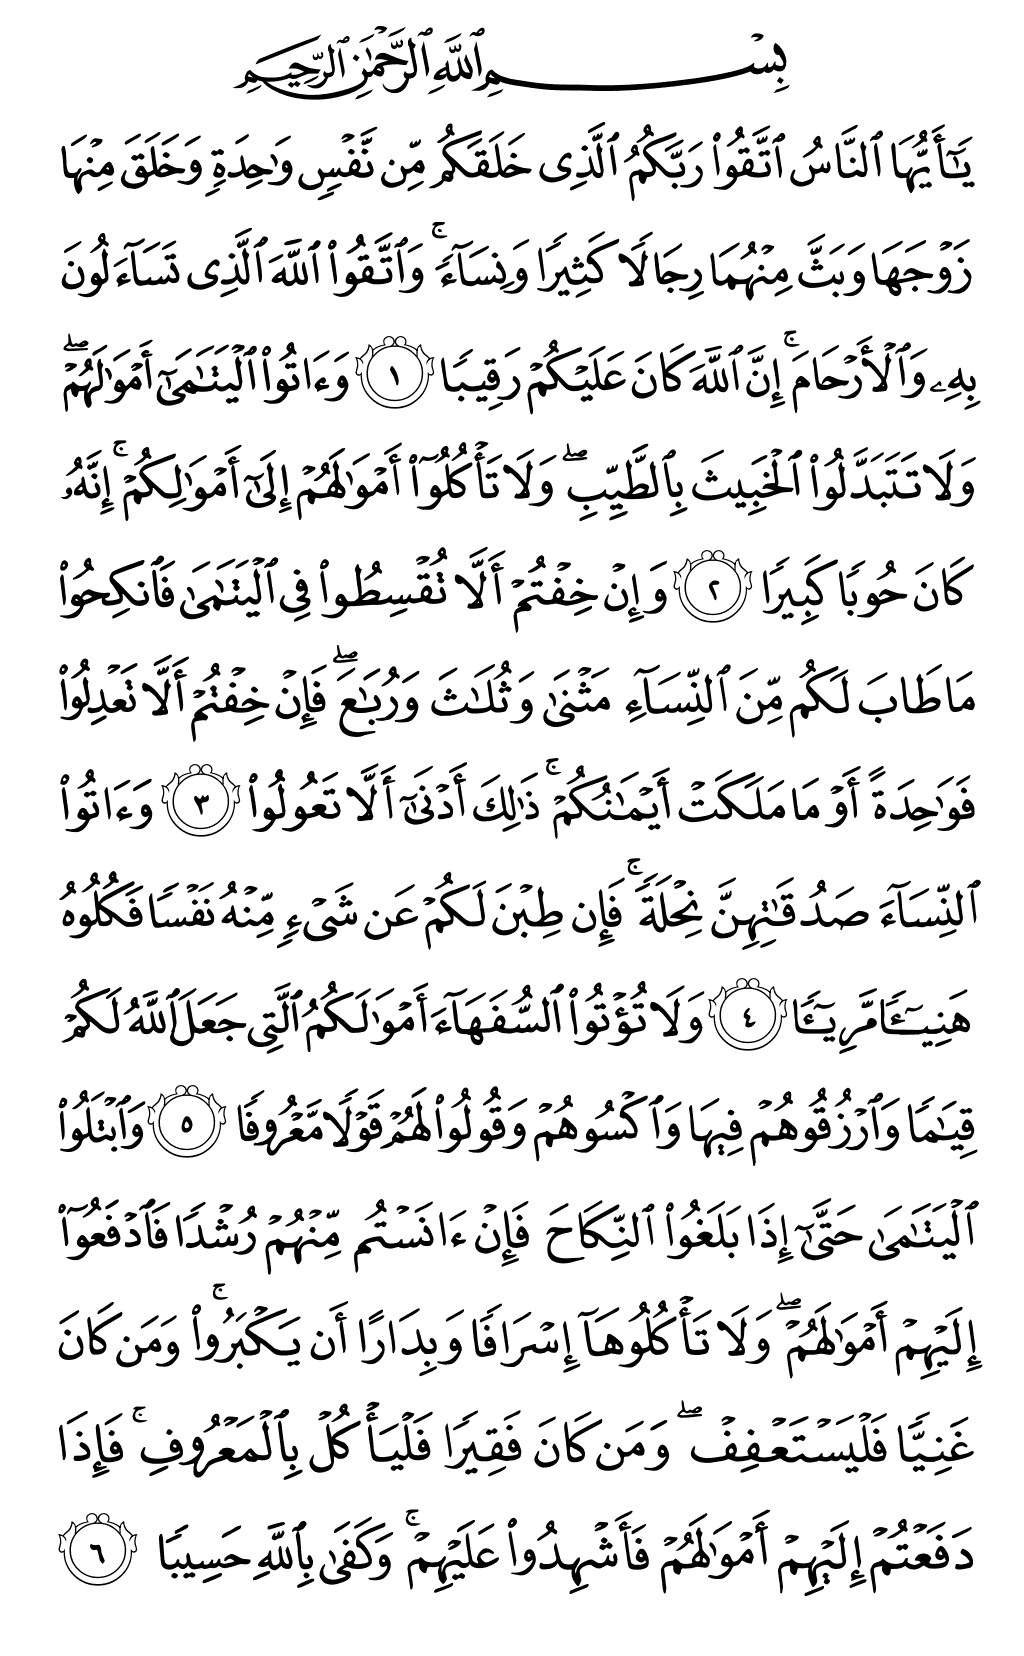 بِسْمِ ٱللَّهِ ٱلرَّحْمَٰنِ ٱلرَّحِيمِ
يَٰٓأَيُّهَا ٱلنَّاسُ ٱتَّقُوا۟ رَبَّكُمُ ٱلَّذِى خَلَقَكُم مِّن نَّفْسٍ وَٰحِدَةٍ وَخَلَقَ مِنْهَا
زَوْجَهَا وَبَثَّ مِنْهُمَا رِجَالًا كَثِيرًا وَنِسَآءً ۚ وَٱتَّقُوا۟ ٱللَّهَ ٱلَّذِى تَسَآءَلُونَ
بِهِۦ وَٱلْأَرْحَامَ ۚ إِنَّ ٱللَّهَ كَانَ عَلَيْكُمْ رَقِيبًا ١ وَءَاتُوا۟ ٱلْيَتَٰمَىٰٓ أَمْوَٰلَهُمْ ۖ
وَلَا تَتَبَدَّلُوا۟ ٱلْخَبِيثَ بِٱلطَّيِّبِ ۖ وَلَا تَأْكُلُوٓا۟ أَمْوَٰلَهُمْ إِلَىٰٓ أَمْوَٰلِكُمْ ۚ إِنَّهُۥ
كَانَ حُوبًا كَبِيرًا ٢ وَإِنْ خِفْتُمْ أَلَّا تُقْسِطُوا۟ فِى ٱلْيَتَٰمَىٰ فَٱنكِحُوا۟
مَا طَابَ لَكُم مِّنَ ٱلنِّسَآءِ مَثْنَىٰ وَثُلَٰثَ وَرُبَٰعَ ۖ فَإِنْ خِفْتُمْ أَلَّا تَعْدِلُوا۟
فَوَٰحِدَةً أَوْ مَا مَلَكَتْ أَيْمَٰنُكُمْ ۚ ذَٰلِكَ أَدْنَىٰٓ أَلَّا تَعُولُوا۟ ٣ وَءَاتُوا۟
ٱلنِّسَآءَ صَدُقَٰتِهِنَّ نِحْلَةً ۚ فَإِن طِبْنَ لَكُمْ عَن شَىْءٍ مِّنْهُ نَفْسًا فَكُلُوهُ
هَنِيٓـًٔا مَّرِيٓـًٔا ٤ وَلَا تُؤْتُوا۟ ٱلسُّفَهَآءَ أَمْوَٰلَكُمُ ٱلَّتِى جَعَلَ ٱللَّهُ لَكُمْ
قِيَٰمًا وَٱرْزُقُوهُمْ فِيهَا وَٱكْسُوهُمْ وَقُولُوا۟ لَهُمْ قَوْلًا مَّعْرُوفًا ٥ وَٱبْتَلُوا۟
ٱلْيَتَٰمَىٰ حَتَّىٰٓ إِذَا بَلَغُوا۟ ٱلنِّكَاحَ فَإِنْ ءَانَسْتُم مِّنْهُمْ رُشْدًا فَٱدْفَعُوٓا۟
إِلَيْهِمْ أَمْوَٰلَهُمْ ۖ وَلَا تَأْكُلُوهَآ إِسْرَافًا وَبِدَارًا أَن يَكْبَرُوا۟ ۚ وَمَن كَانَ
غَنِيًّا فَلْيَسْتَعْفِفْ ۖ وَمَن كَانَ فَقِيرًا فَلْيَأْكُلْ بِٱلْمَعْرُوفِ ۚ فَإِذَا
دَفَعْتُمْ إِلَيْهِمْ أَمْوَٰلَهُمْ فَأَشْهِدُوا۟ عَلَيْهِمْ ۚ وَكَفَىٰ بِٱللَّهِ حَسِيبًا ٦